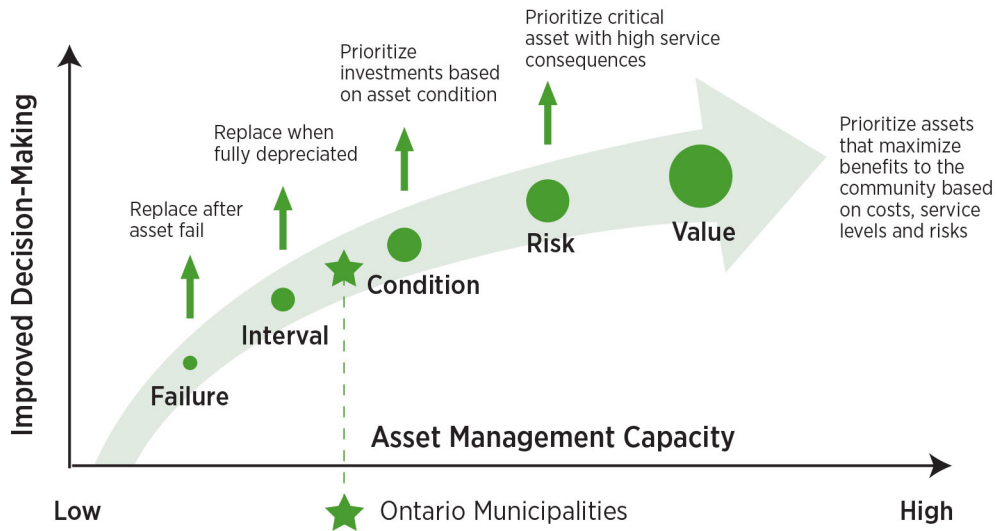 Improved Decision-Making
Replace after
asset fail
Failure
Replace when
fully depreciated
Interval
Prioritize
investments based
on asset condition
Condition
Prioritize critical
asset with high service
consequences
Risk
Value
Prioritize assets
that maximize
benefits to the
community based
on costs, service
levels and risks
Asset Management Capacity
Low
Ontario Municipalities
High